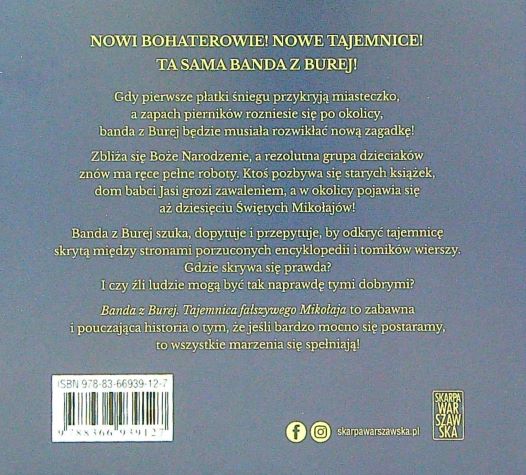 NOWI BOHATEROWIE! NOWE TAJEMNICE!
TA SAMA BANDA Z BUREJ!
Gdy pierwsze płatki śniegu przykryją miasteczko,
a zapach pierników rozniesie się po okolicy,
banda z Burej będzie musiała rozwikłać nową zagadkę!
Zbliża się Boże Narodzenie, a rezolutna grupa dzieciaków
znów ma ręce pełne roboty. Ktoś pozbywa się starych książek,
dom babci Jasi grozi zawaleniem, a w okolicy pojawia się
aż dziesięciu Świętych Mikołajów!
Banda z Burej szuka, dopytuje i przepytuje, by odkryć tajemnicę
skrytą między stronami porzuconych encyklopedii i tomików wierszy.
Gdzie skrywa się prawda?
I czy źli ludzie mogą być tak naprawdę tymi dobrymi?
Banda z Burej. Tajemnica fałszywego Mikołaja to zabawna
i pouczająca historia o tym, że jeśli bardzo mocno się postaramy,
to wszystkie marzenia się spełniają!
ISBN 978-83-66939-12-7
9 788366 939127
skarpawarszawska.pl
SKARPA
WAR
SZAW
SKA